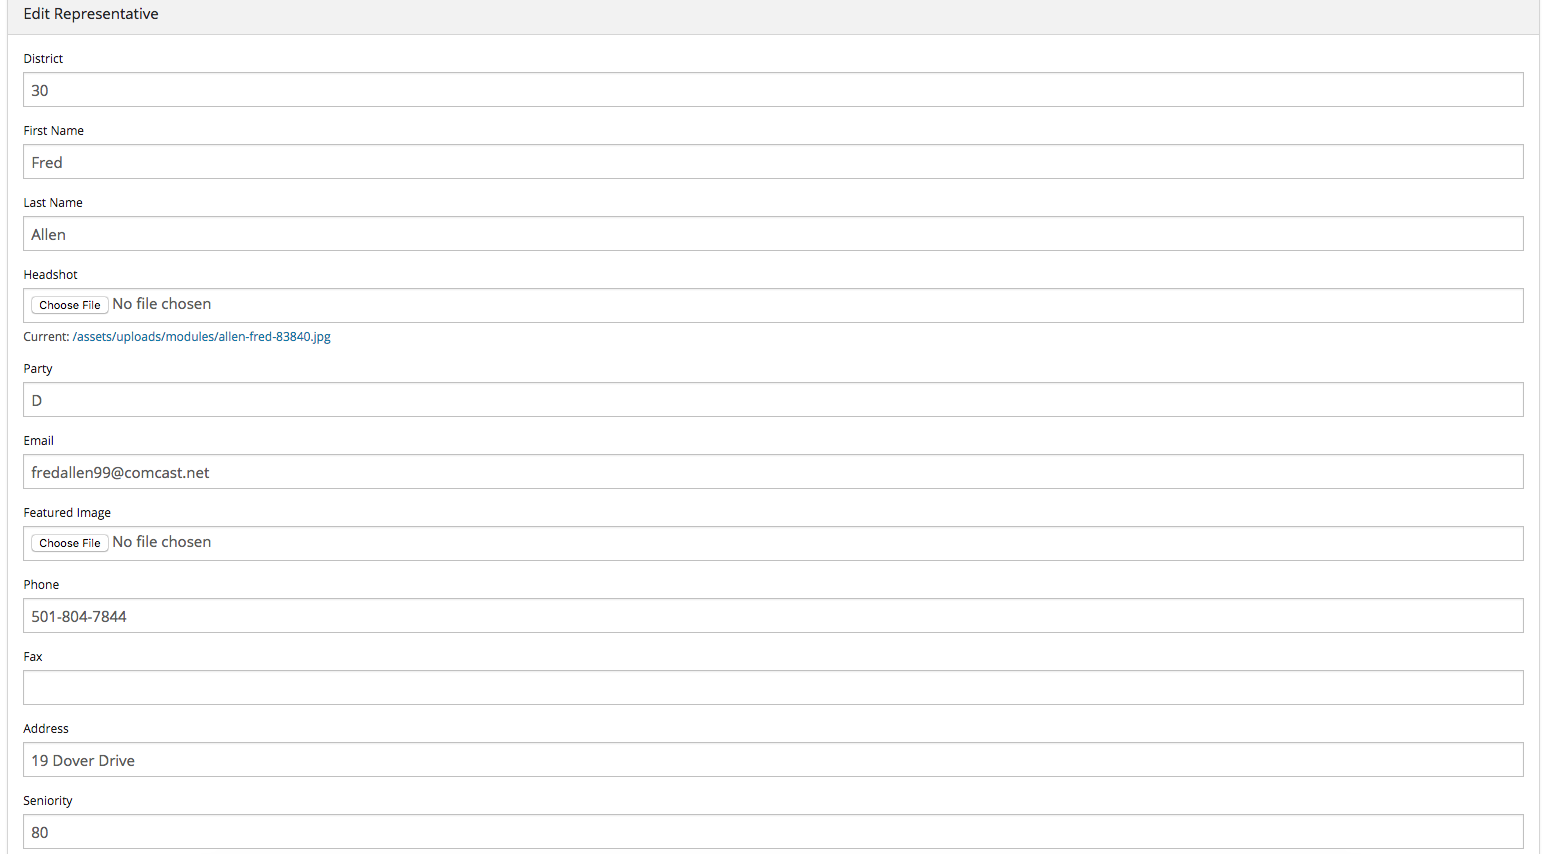 Edit Representative
District
30
First Name
Fred
Last Name
Allen
Headshot
Choose File No file chosen
Current: /assets/uploads/modules/allen-fred-83840.jpg
Party
D
Email
fredallen99@comcast.net
Featured Image
Choose File No file chosen
Phone
501-804-7844
Fax
Address
19 Dover Drive
Seniority
80